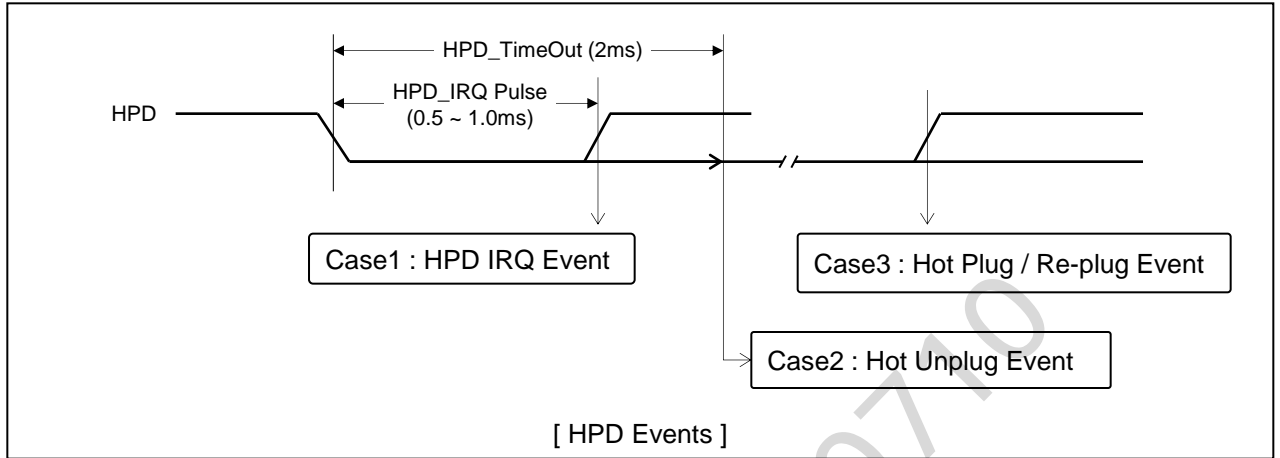 HPD_TimeOut (2ms)
HPD_IRQ Pulse
(0.5 ~ 1.0ms)
HPD
Case1 : HPD IRQ Event
Case3 : Hot Plug / Re-plug Event
Case2 : Hot Unplug Event
[ HPD Events ]
0710